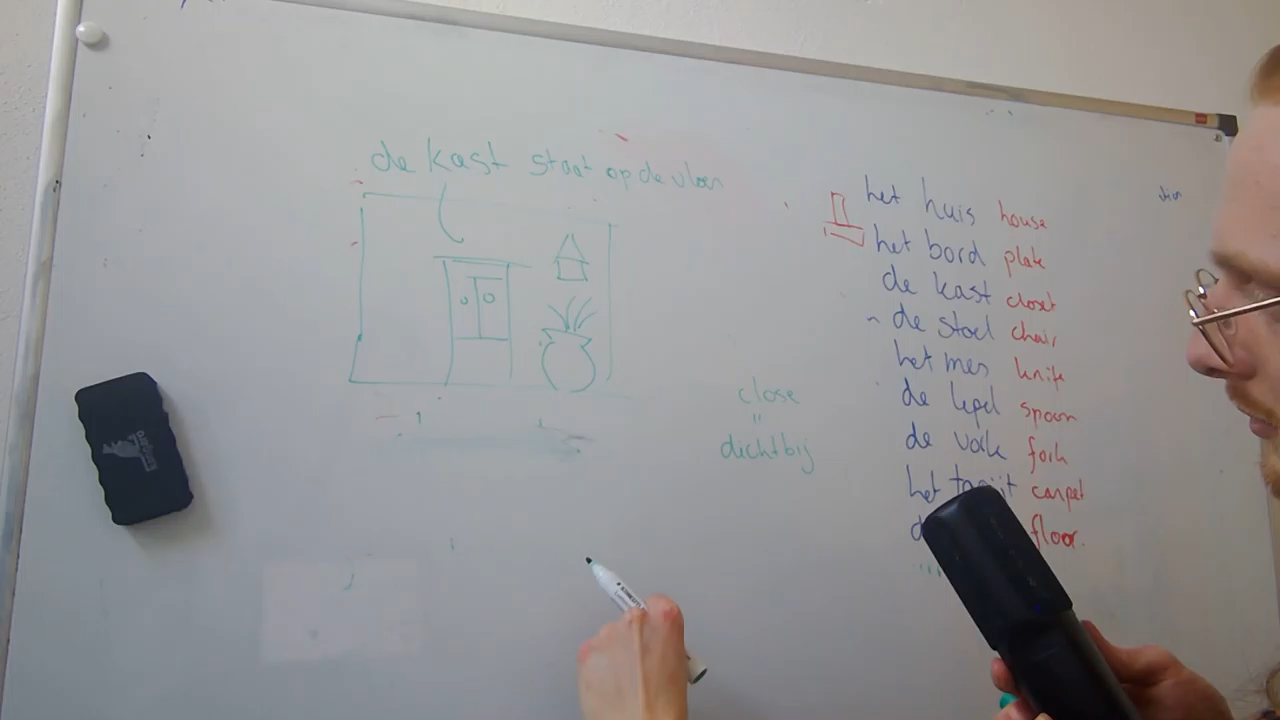 de kast staat op de vloer
het huis house
het bord plate
de kast closet
de stoel chair
het mes knife
de lepel spoon
de vork fork
het tapijt carpet
floor.
close
"
dichtbij